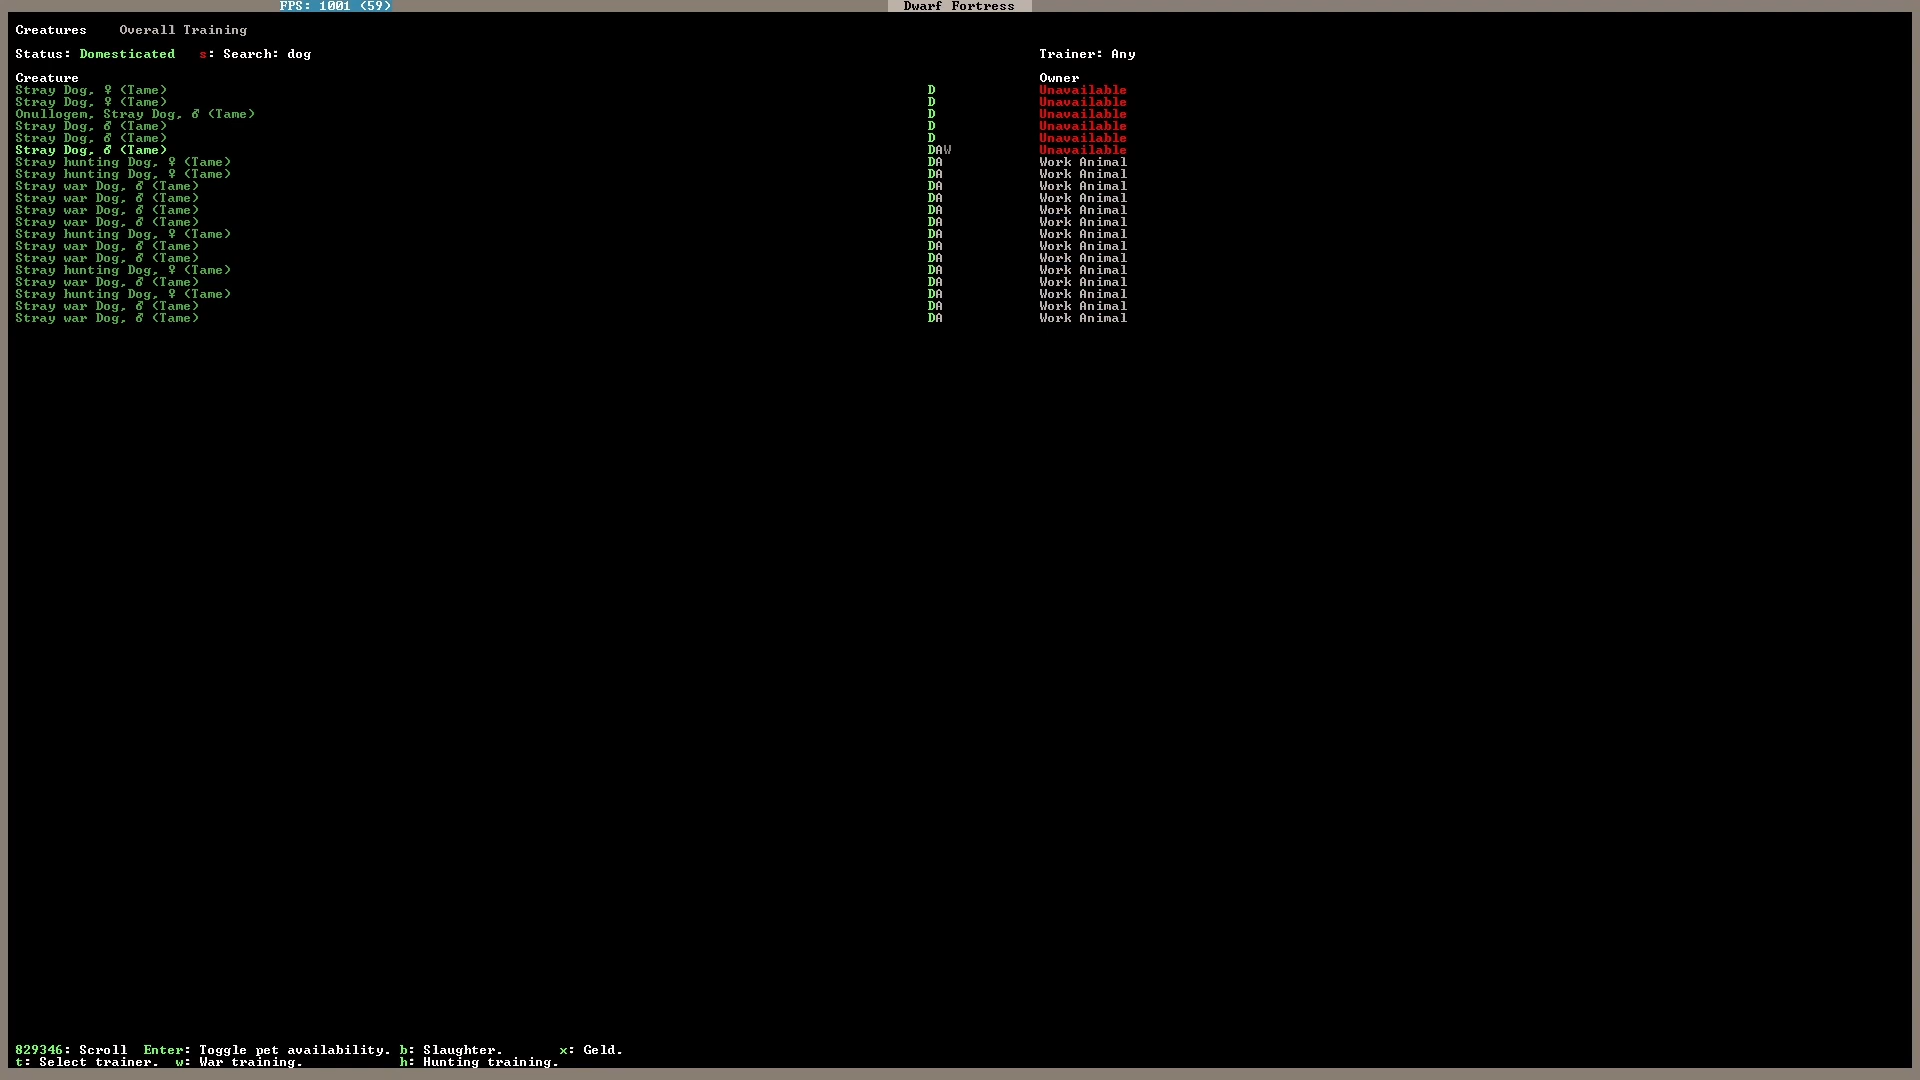 FPS: 1001 (59) Dwarf Fortress
Creatures Overall Training
Status: Domesticated s: Search: dog Trainer: Any
Creature Owner
Stray Dog, ♀ (Tame) D Unavailable
Stray Dog, ♀ (Tame) D Unavailable
Onullogem, Stray Dog, ♂ (Tame) D Unavailable
Stray Dog, ♂ (Tame) D Unavailable
Stray Dog, ♂ (Tame) D Unavailable
Stray Dog, ♂ (Tame) DAW Unavailable
Stray hunting Dog, ♀ (Tame) DA Work Animal
Stray hunting Dog, ♀ (Tame) DA Work Animal
Stray war Dog, ♂ (Tame) DA Work Animal
Stray war Dog, ♂ (Tame) DA Work Animal
Stray war Dog, ♂ (Tame) DA Work Animal
Stray war Dog, ♂ (Tame) DA Work Animal
Stray hunting Dog, ♀ (Tame) DA Work Animal
Stray war Dog, ♂ (Tame) DA Work Animal
Stray war Dog, ♂ (Tame) DA Work Animal
Stray hunting Dog, ♀ (Tame) DA Work Animal
Stray war Dog, ♂ (Tame) DA Work Animal
Stray hunting Dog, ♀ (Tame) DA Work Animal
Stray war Dog, ♂ (Tame) DA Work Animal
Stray war Dog, ♂ (Tame) DA Work Animal
829346: Scroll Enter: Toggle pet availability. b: Slaughter. x: Geld.
t: Select trainer. w: War training. h: Hunting training.